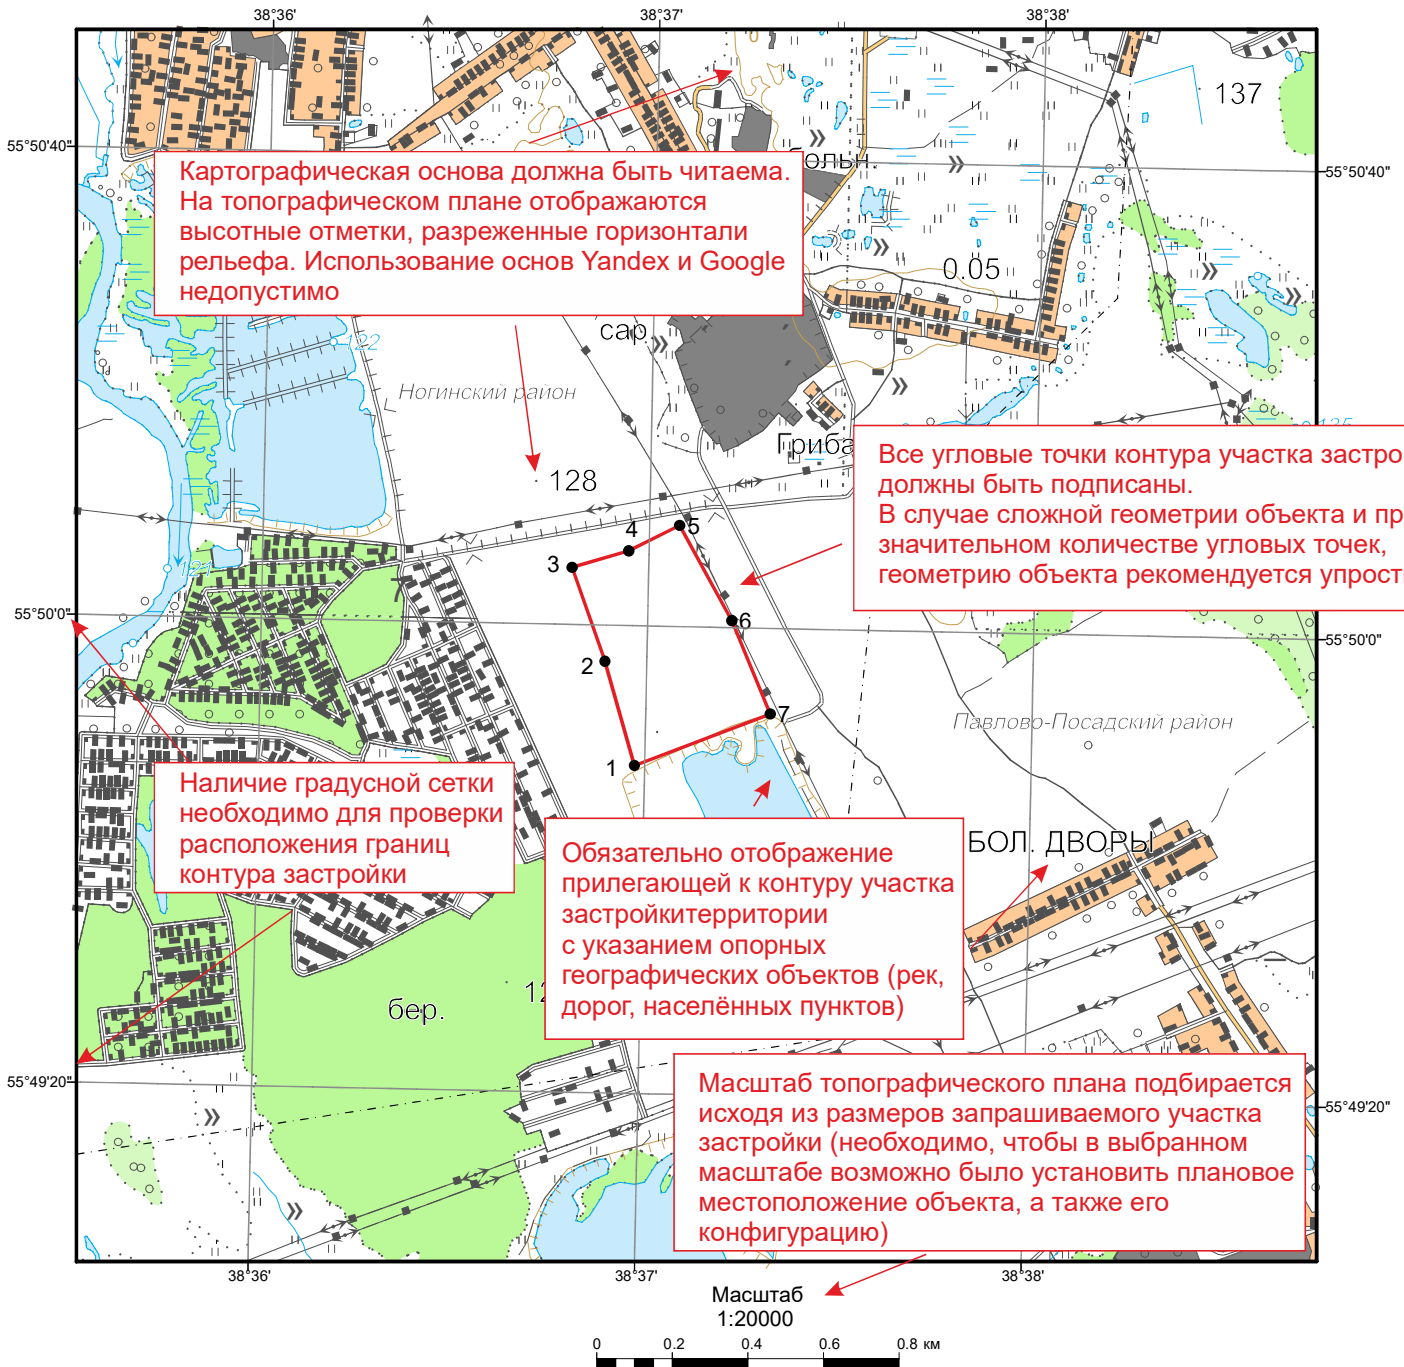 38°36' 38°37' 38°38'
137
55°50'40"
больн.
55°50'40"
Картографическая основа должна быть читаема.
На топографическом плане отображаются
высотные отметки, разреженные горизонтали
рельефа. Использование основ Yandex и Google
недопустимо
0.05
сар.
122
Ногинский район
125
Гриба
Все угловые точки контура участка застро
должны быть подписаны.
В случае сложной геометрии объекта и пр
значительном количестве угловых точек,
геометрию объекта рекомендуется упрост
128
5
4
3
121
55°50'0"
6
55°50'0"
2
7
Павлово-Посадский район
1
Наличие градусной сетки
необходимо для проверки
расположения границ
контура застройки
БОЛ. ДВОРЫ
Обязательно отображение
прилегающей к контуру участка
застройкитерритории
с указанием опорных
географических объектов (рек,
дорог, населённых пунктов)
12
бер.
55°49'20"
55°49'20"
Масштаб топографического плана подбирается
исходя из размеров запрашиваемого участка
застройки (необходимо, чтобы в выбранном
масштабе возможно было установить плановое
местоположение объекта, а также его
конфигурацию)
38°36' 38°37' 38°38'
Масштаб
1:20000
0 0.2 0.4 0.6 0.8 км